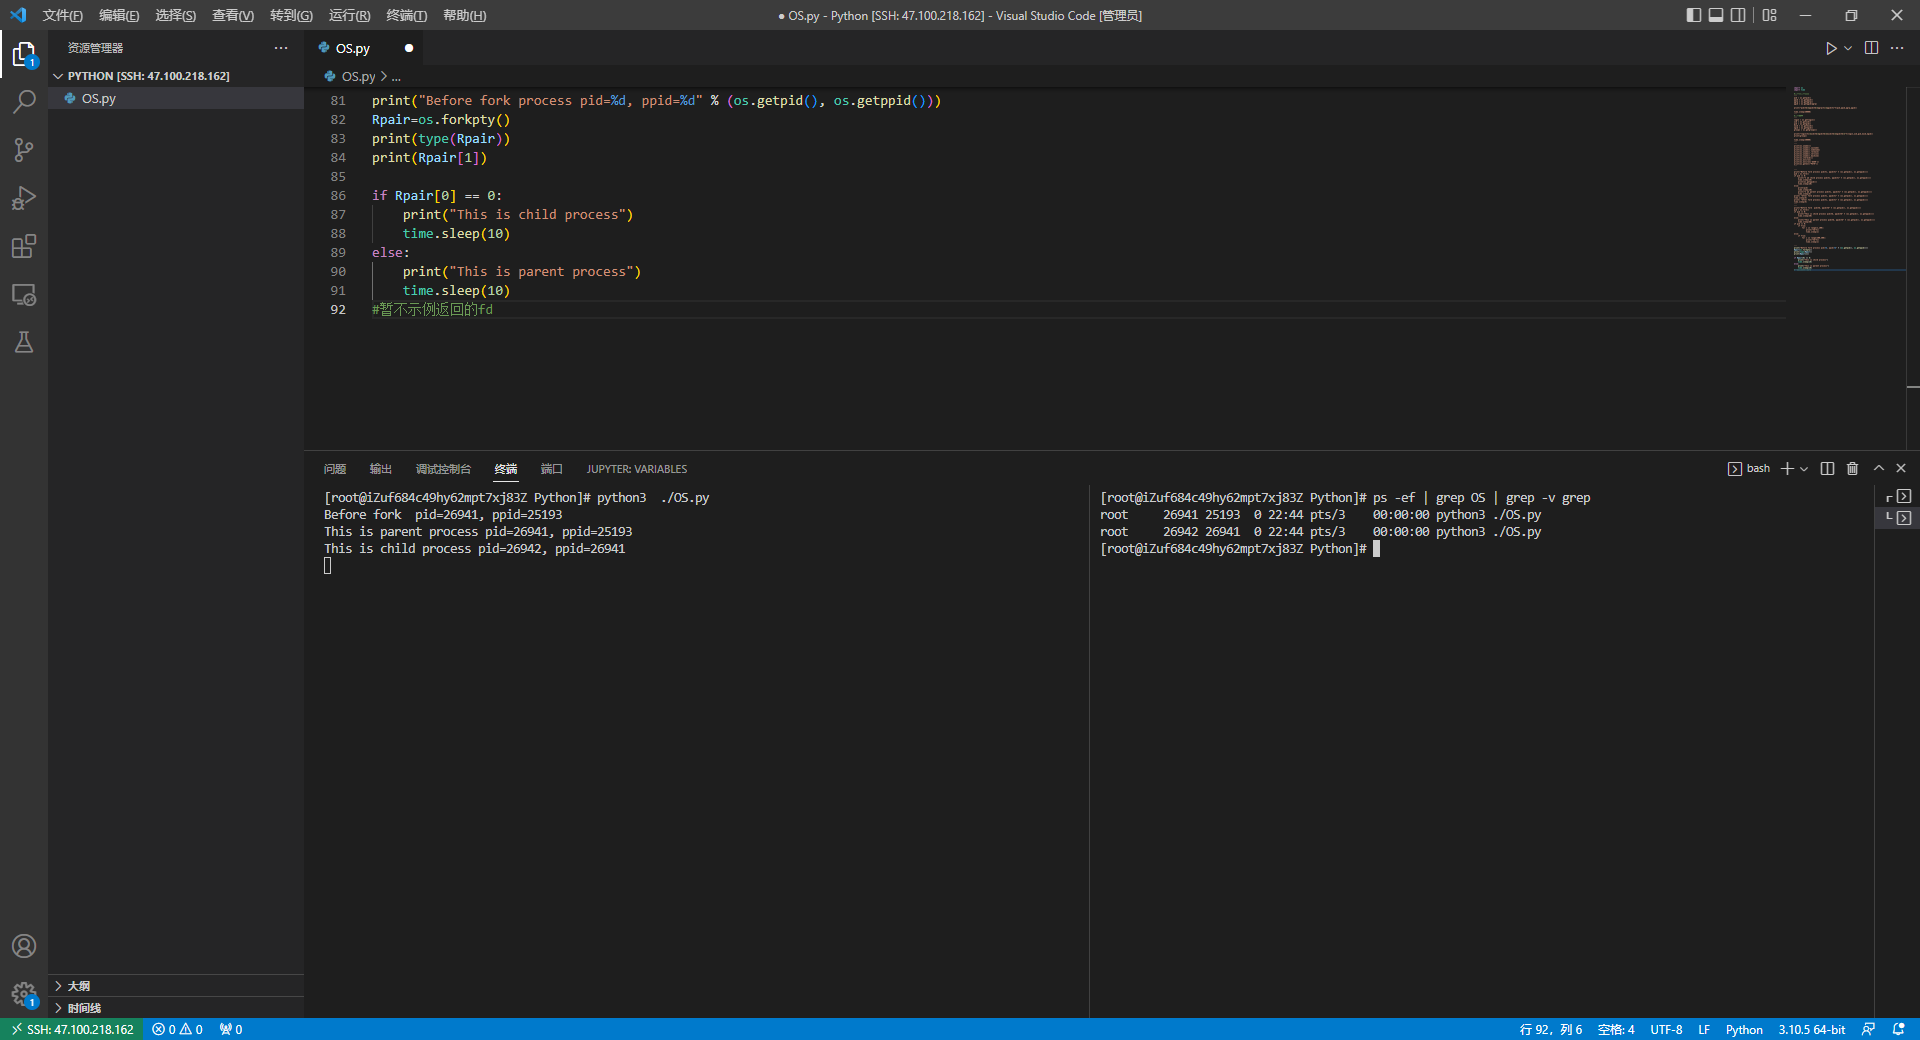 文件(F) 编辑(E) 选择(S) 查看(V) 转到(G) 运行(R) 终端(T) 帮助(H)
● OS.py - Python [SSH: 47.100.218.162] - Visual Studio Code [管理员]
资源管理器
OS.py
PYTHON [SSH: 47.100.218.162]
OS.py
OS.py > ...
81 print("Before fork process pid=%d, ppid=%d" % (os.getpid(), os.getppid()))
82 Rpair=os.forkpty()
83 print(type(Rpair))
84 print(Rpair[1])
85
86 if Rpair[0] == 0:
87     print("This is child process")
88     time.sleep(10)
89 else:
90     print("This is parent process")
91     time.sleep(10)
92 #暂不示例返回的fd
问题 输出 调试控制台 终端 端口 JUPYTER: VARIABLES
bash
[root@iZuf684c49hy62mpt7xj83Z Python]# python3  ./OS.py
Before fork  pid=26941, ppid=25193
This is parent process pid=26941, ppid=25193
This is child process pid=26942, ppid=26941
[root@iZuf684c49hy62mpt7xj83Z Python]# ps -ef | grep OS | grep -v grep
root     26941 25193  0 22:44 pts/3    00:00:00 python3 ./OS.py
root     26942 26941  0 22:44 pts/3    00:00:00 python3 ./OS.py
[root@iZuf684c49hy62mpt7xj83Z Python]#
大纲
时间线
1
1
SSH: 47.100.218.162 0 0 0
行 92，列 6 空格: 4 UTF-8 LF Python 3.10.5 64-bit